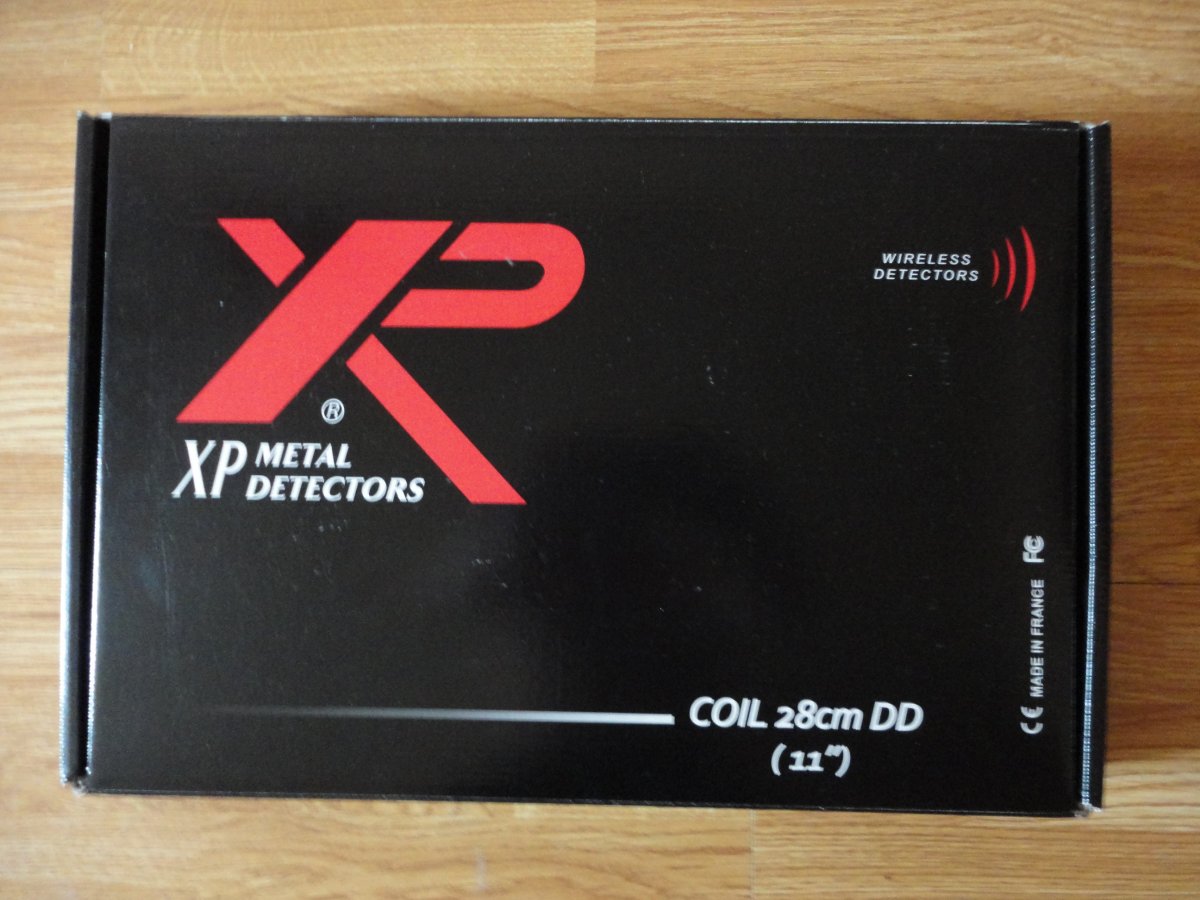 XP
WIRELESS
DETECTORS
®
XP METAL
DETECTORS
COIL 28cm DD
(11")
CE MADE IN FRANCE FC